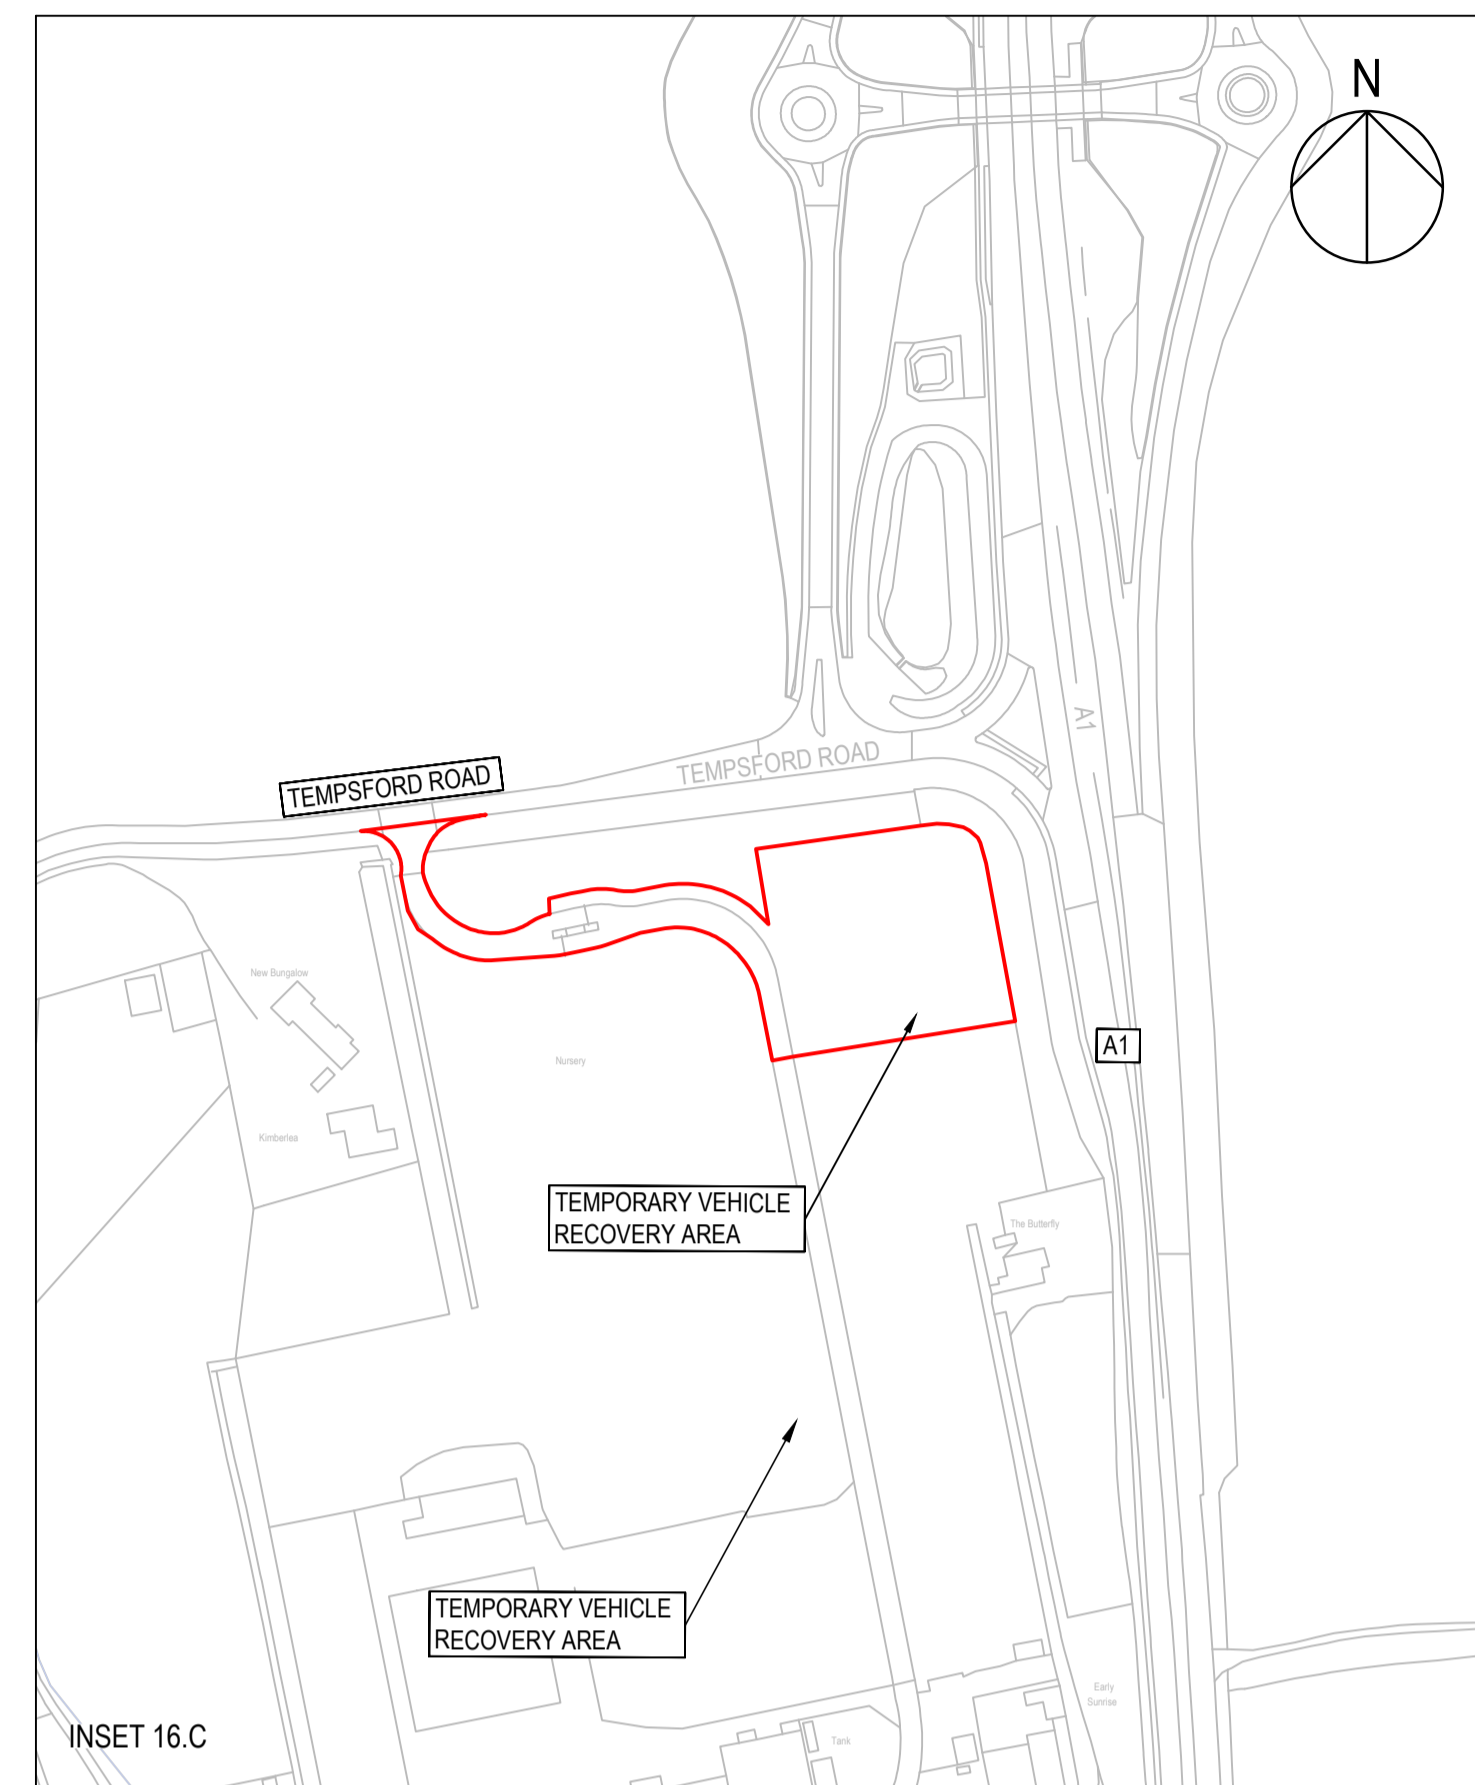 N
A1
TEMPSFORD ROAD
TEMPSFORD ROAD
New Bungalow
A1
Nursery
Kimberlea
TEMPORARY VEHICLE
RECOVERY AREA
The Butterfly
TEMPORARY VEHICLE
RECOVERY AREA
Early
Sunrise
INSET 16.C
Tank